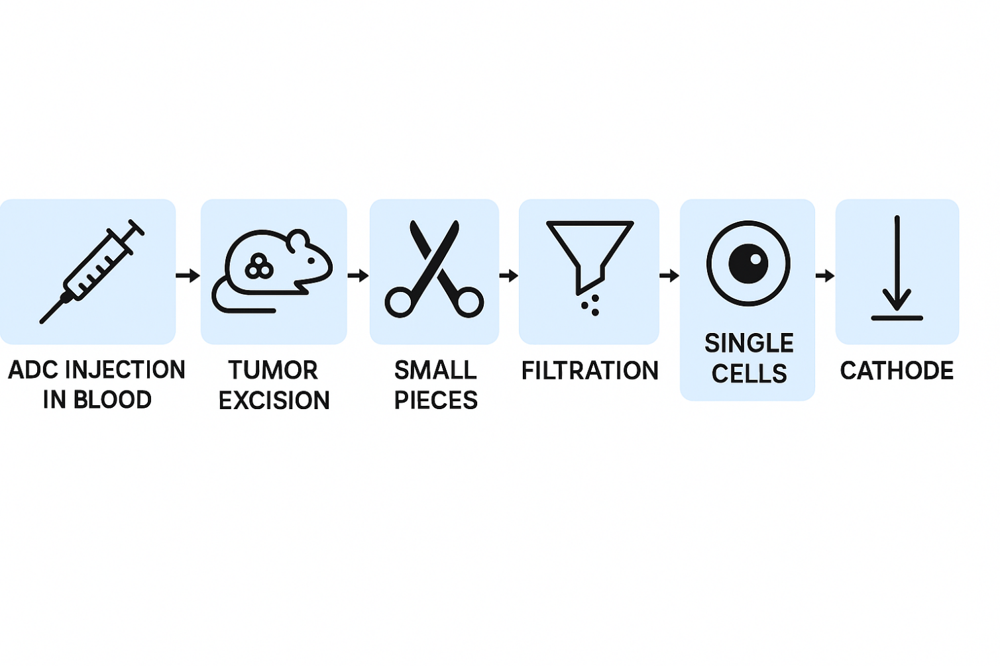 ADC INJECTION
IN BLOOD
TUMOR
EXCISION
SMALL
PIECES
FILTRATION
SINGLE
CELLS
CATHODE